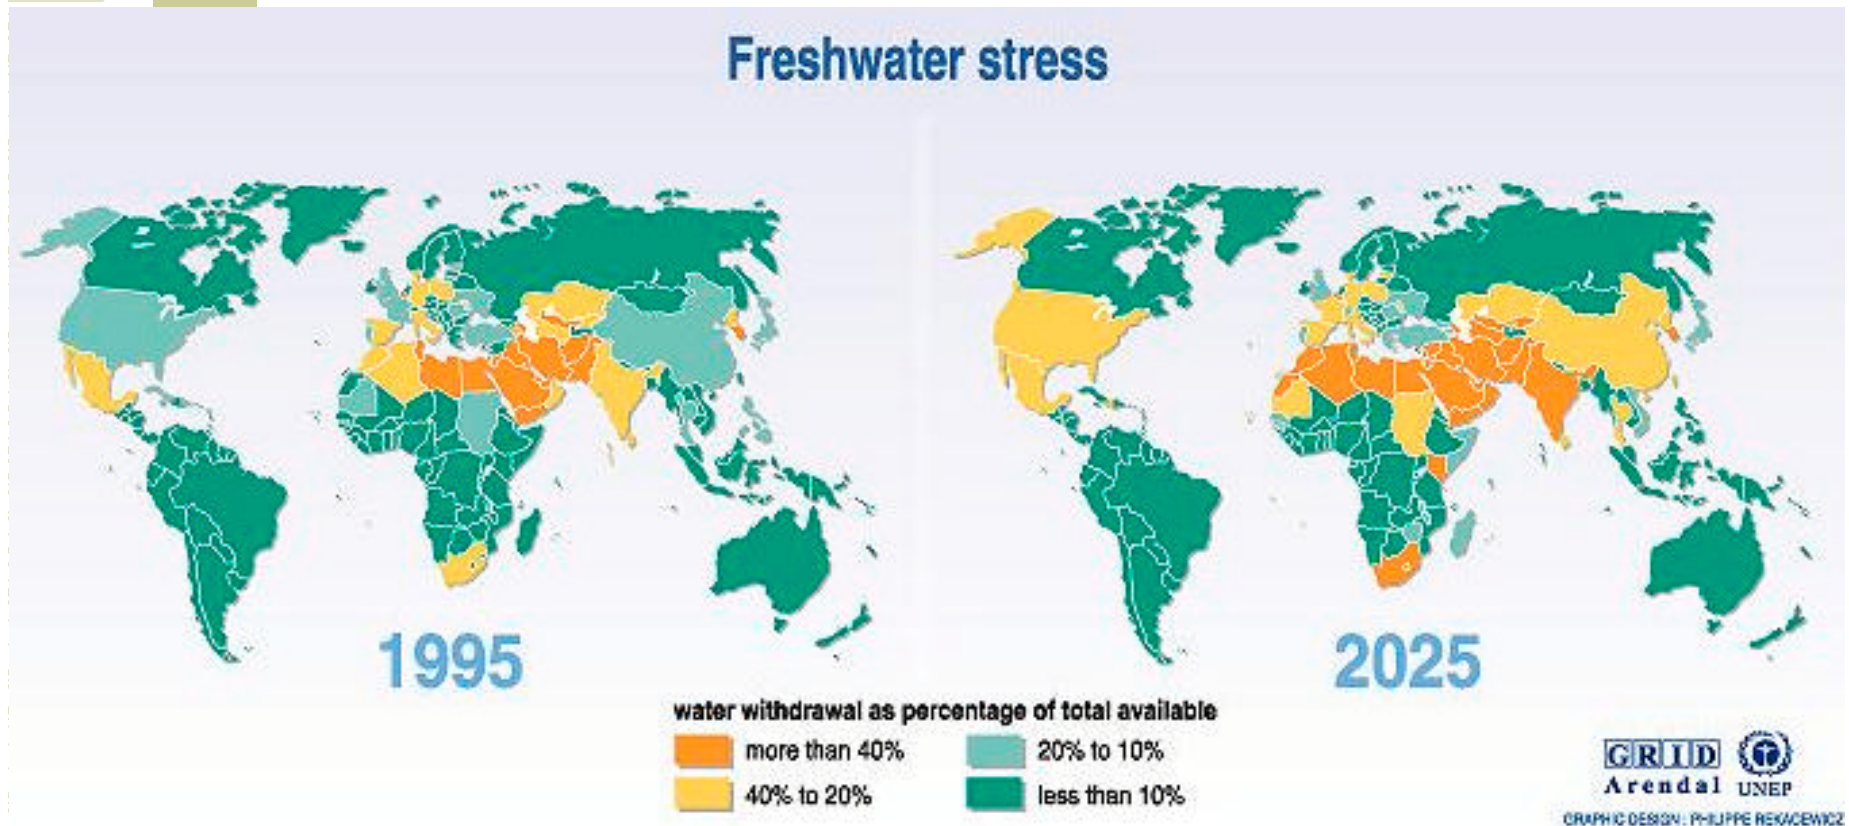 Freshwater stress
1995
2025
water withdrawal as percentage of total available
more than 40%
20% to 10%
40% to 20%
less than 10%
GRID
Arendal
UNEP
GRAPHIC DESIGN : PHILIPPE REKACEWICZ